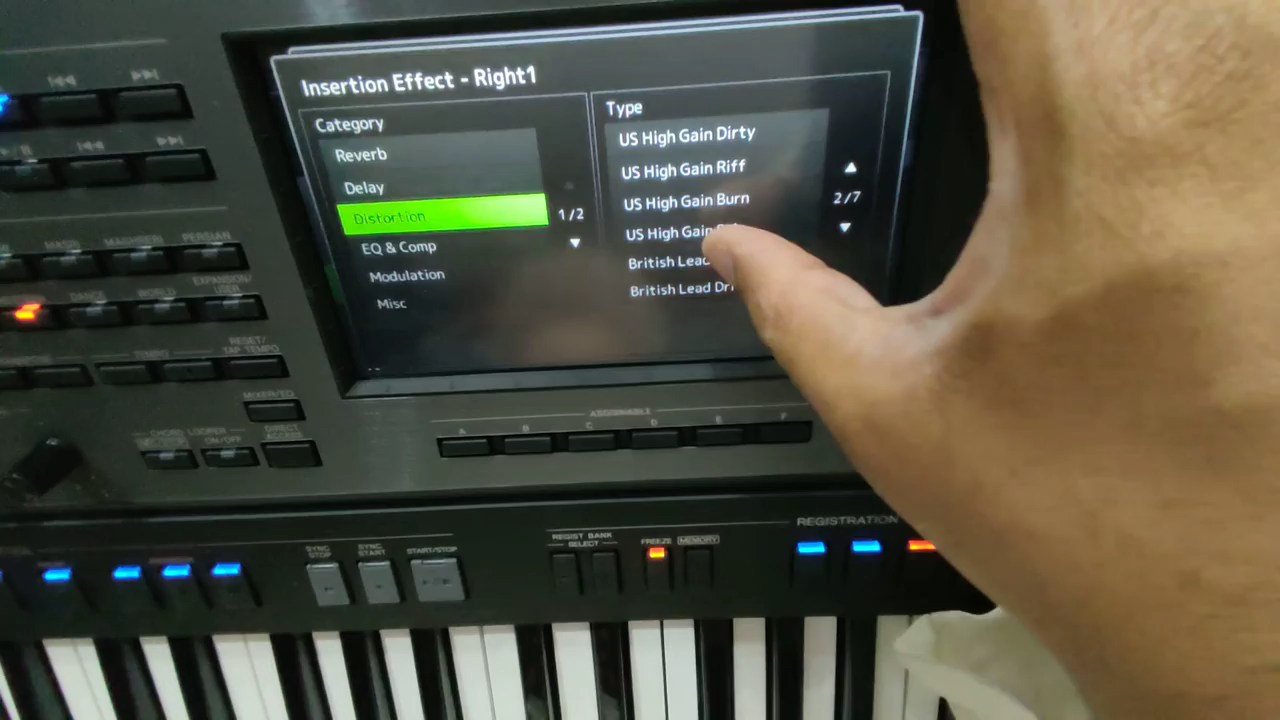 Insertion Effect - Right1
Category
Type
Reverb
Delay
Distortion
EQ & Comp
Modulation
Misc
1/2
US High Gain Dirty
US High Gain Riff
US High Gain Burn
US High Gain
British Lead
British Lead
2/7
PERSIAN
EXPANSION/
USER
WORLD
RESET/
TAP TEMPO
MIXER/EQ
CHORD LOOPER
ON/OFF
DIRECT
ACCESS
ASSIGNABLE
A B C D E F
SYNC
STOP
SYNC
START
START/STOP
REGIST BANK
SELECT
FREEZE
MEMORY
REGISTRATION